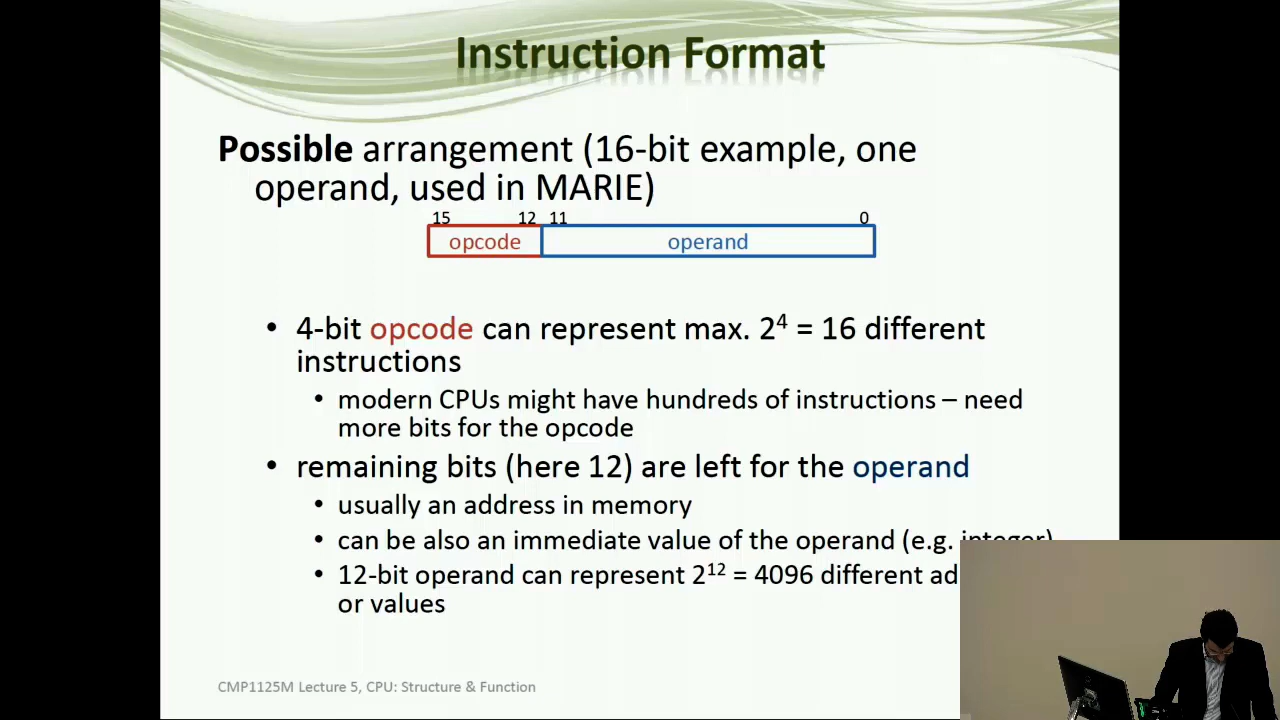 Instruction Format
Possible arrangement (16-bit example, one
operand, used in MARIE)
15 12 11 0
opcode operand
• 4-bit opcode can represent max. 2⁴ = 16 different
instructions
• modern CPUs might have hundreds of instructions – need
more bits for the opcode
• remaining bits (here 12) are left for the operand
• usually an address in memory
• can be also an immediate value of the operand (e.g. integer)
• 12-bit operand can represent 2¹² = 4096 different ad
or values
CMP1125M Lecture 5, CPU: Structure & Function